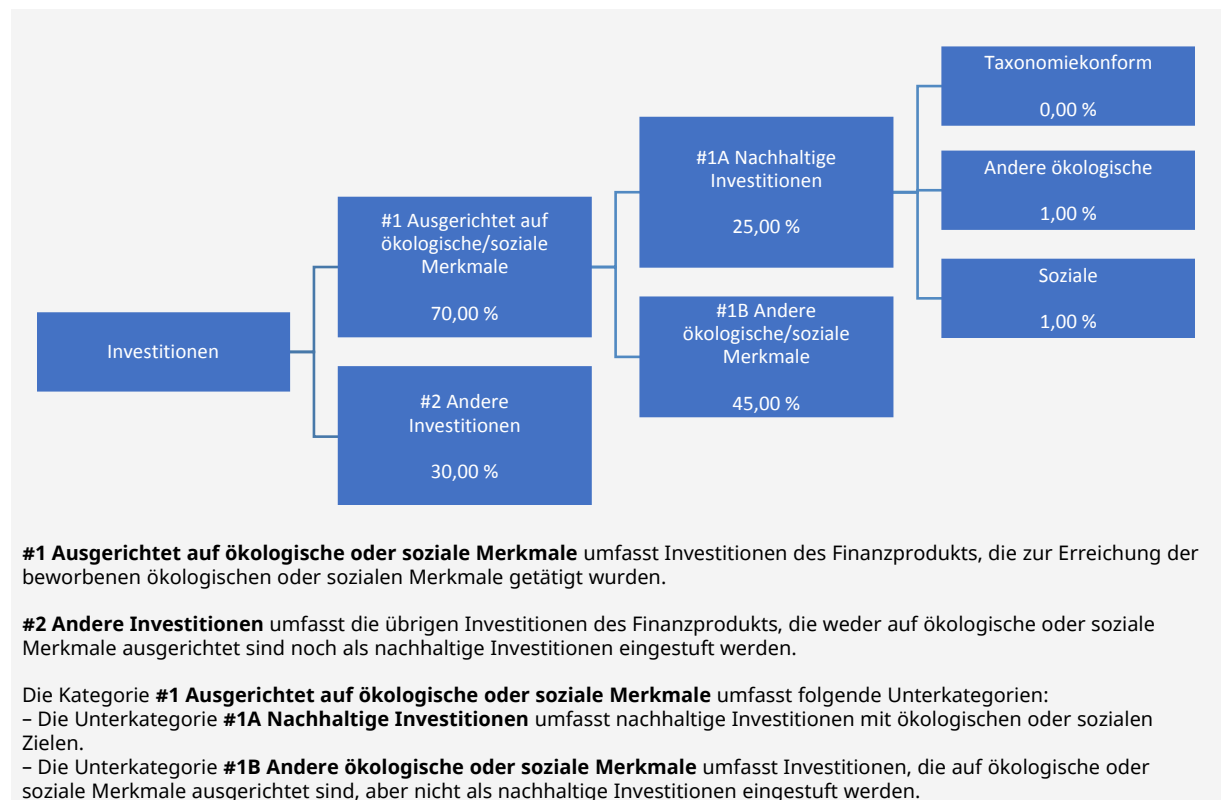 Investitionen
#1 Ausgerichtet auf
ökologische/soziale
Merkmale
70,00 %
#2 Andere
Investitionen
30,00 %
#1A Nachhaltige
Investitionen
25,00 %
#1B Andere
ökologische/soziale
Merkmale
45,00 %
Taxonomiekonform
0,00 %
Andere ökologische
1,00 %
Soziale
1,00 %
#1 Ausgerichtet auf ökologische oder soziale Merkmale umfasst Investitionen des Finanzprodukts, die zur Erreichung der
beworbenen ökologischen oder sozialen Merkmale getätigt wurden.
#2 Andere Investitionen umfasst die übrigen Investitionen des Finanzprodukts, die weder auf ökologische oder soziale
Merkmale ausgerichtet sind noch als nachhaltige Investitionen eingestuft werden.
Die Kategorie #1 Ausgerichtet auf ökologische oder soziale Merkmale umfasst folgende Unterkategorien:
– Die Unterkategorie #1A Nachhaltige Investitionen umfasst nachhaltige Investitionen mit ökologischen oder sozialen
Zielen.
– Die Unterkategorie #1B Andere ökologische oder soziale Merkmale umfasst Investitionen, die auf ökologische oder
soziale Merkmale ausgerichtet sind, aber nicht als nachhaltige Investitionen eingestuft werden.